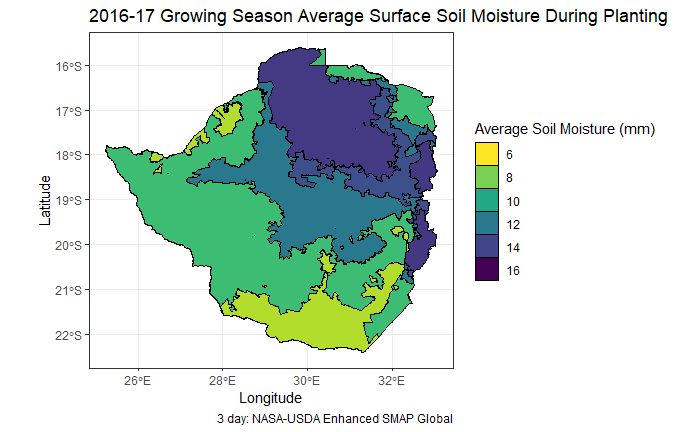 2016-17 Growing Season Average Surface Soil Moisture During Planting
16°S
17°S
18°S
19°S
20°S
21°S
22°S
Latitude
26°E 28°E 30°E 32°E
Longitude
3 day: NASA-USDA Enhanced SMAP Global
Average Soil Moisture (mm)
6
8
10
12
14
16